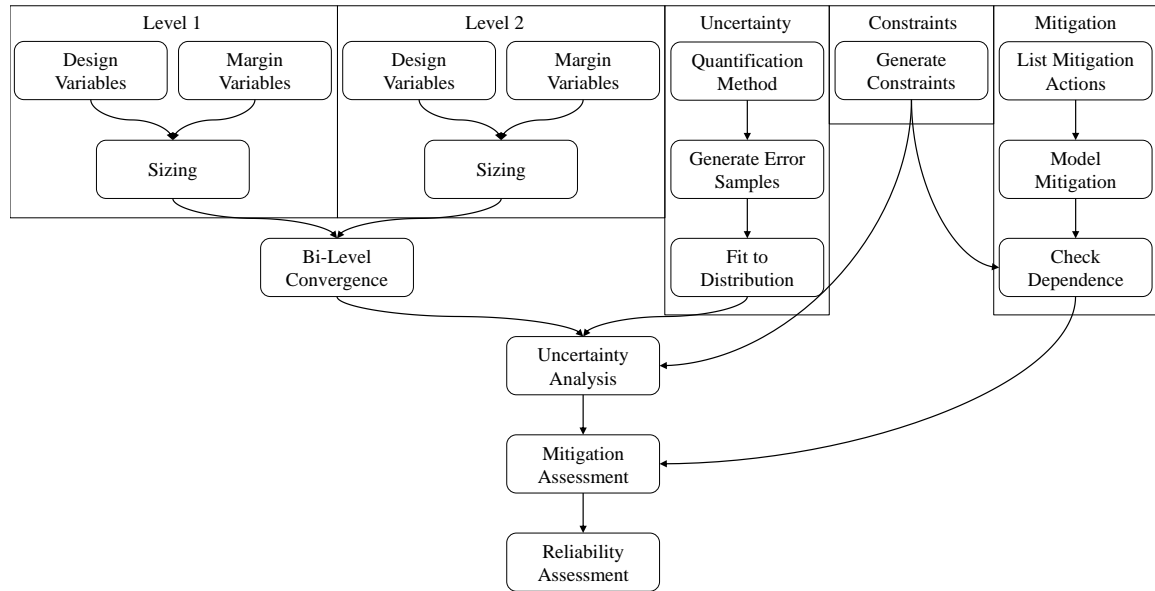 Level 1
Design
Variables
Margin
Variables
Sizing
Level 2
Design
Variables
Margin
Variables
Sizing
Bi-Level
Convergence
Uncertainty
Quantification
Method
Generate Error
Samples
Fit to
Distribution
Constraints
Generate
Constraints
Mitigation
List Mitigation
Actions
Model
Mitigation
Check
Dependence
Uncertainty
Analysis
Mitigation
Assessment
Reliability
Assessment